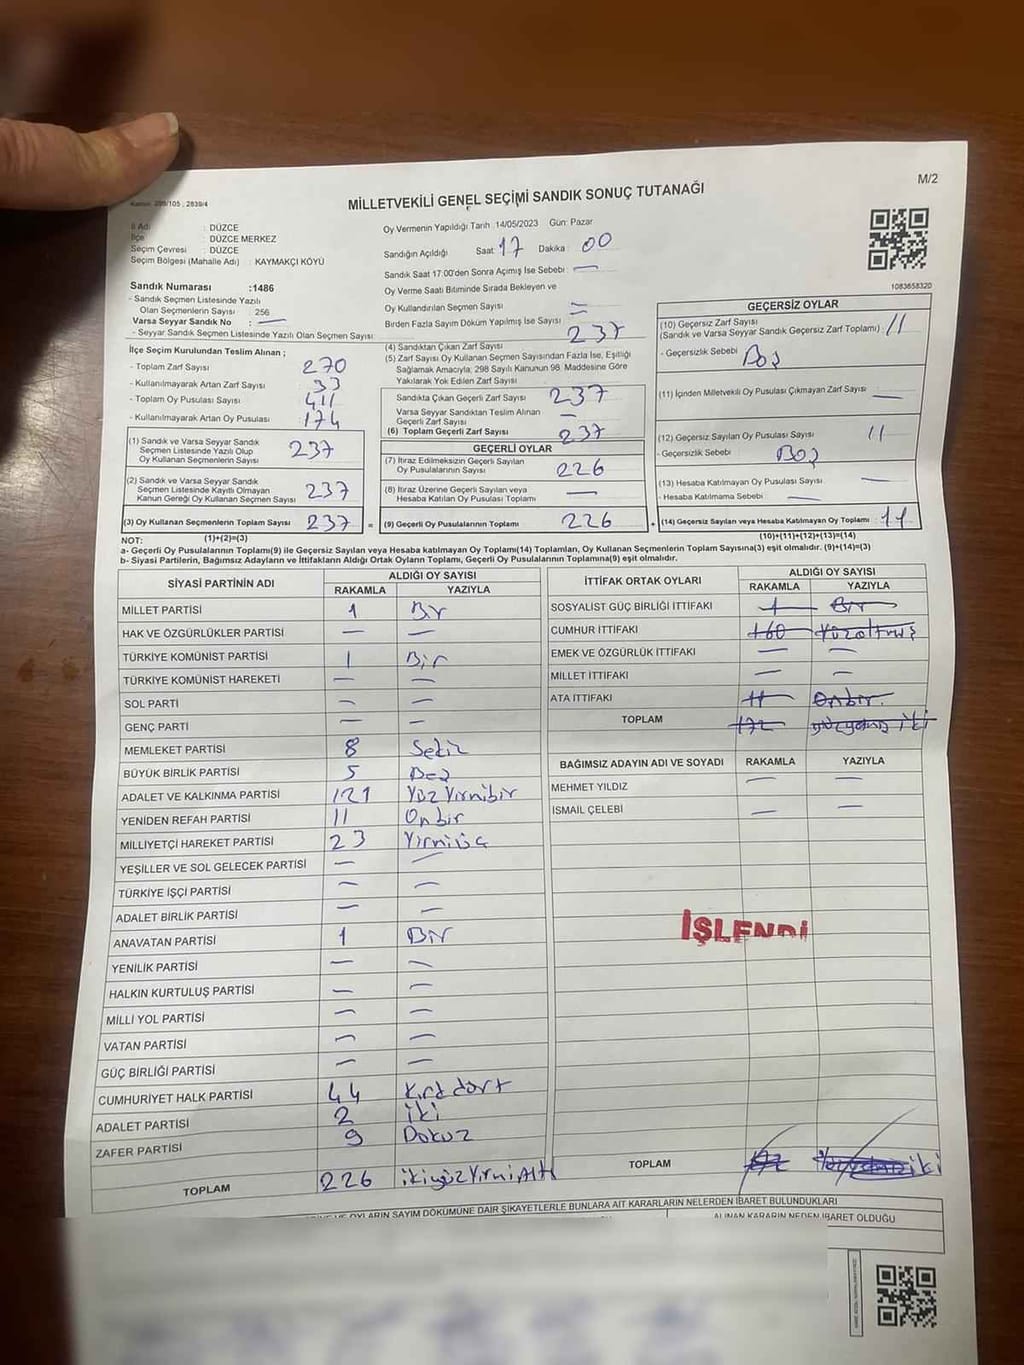 M/2
MİLLETVEKİLİ GENEL SEÇİMİ SANDIK SONUÇ TUTANAĞI
İl Adı : DÜZCE
İlçe : DÜZCE MERKEZ
Seçim Çevresi : DÜZCE
Seçim Bölgesi (Mahalle Adı) : KAYMAKÇI KÖYÜ
Sandık Numarası :1486
- Sandık Seçmen Listesinde Yazılı
Olan Seçmenlerin Sayısı : 256
Varsa Seyyar Sandık No : —
- Seyyar Sandık Seçmen Listesinde Yazılı Olan Seçmen Sayısı
İlçe Seçim Kurulundan Teslim Alınan ;
- Toplam Zarf Sayısı 270
- Kullanılmayarak Artan Zarf Sayısı 33
- Toplam Oy Pusulası Sayısı 411
- Kullanılmayarak Artan Oy Pusulası 174
(1) Sandık ve Varsa Seyyar Sandık
Seçmen Listesinde Yazılı Olup
Oy Kullanan Seçmenlerin Sayısı 237
(2) Sandık ve Varsa Seyyar Sandık
Seçmen Listesinde Kayıtlı Olmayan
Kanun Gereği Oy Kullanan Seçmen Sayısı 237
(3) Oy Kullanan Seçmenlerin Toplam Sayısı 237 =
(1)+(2)=(3)
Oy Vermenin Yapıldığı Tarih :14/05/2023 Gün: Pazar
Sandığın Açıldığı Saat: 17 Dakika : 00
Sandık Saat 17:00'den Sonra Açımış İse Sebebi : —
Oy Verme Saati Bitiminde Sırada Bekleyen ve
Oy Kullandırılan Seçmen Sayısı —
Birden Fazla Sayım Döküm Yapılmış İse Sayısı —
(4) Sandıktan Çıkan Zarf Sayısı 237
(5) Zarf Sayısı Oy Kullanan Seçmen Sayısından Fazla İse, Eşitliği
Sağlamak Amacıyla; 298 Sayılı Kanunun 98. Maddesine Göre
Yakılarak Yok Edilen Zarf Sayısı
Sandıkta Çıkan Geçerli Zarf Sayısı 237
Varsa Seyyar Sandıktan Teslim Alınan
Geçerli Zarf Sayısı —
(6) Toplam Geçerli Zarf Sayısı 237
GEÇERLİ OYLAR
(7) İtiraz Edilmeksizin Geçerli Sayılan
Oy Pusulalarının Sayısı 226
(8) İtiraz Üzerine Geçerli Sayılan veya
Hesaba Katılan Oy Pusulaları Toplamı —
(9) Geçerli Oy Pusulalarının Toplamı 226 +
1083658320
GEÇERSİZ OYLAR
(10) Geçersiz Zarf Sayısı
(Sandık ve Varsa Seyyar Sandık Geçersiz Zarf Toplamı) : 11
- Geçersizlik Sebebi Boş
(11) İçinden Milletvekili Oy Pusulası Çıkmayan Zarf Sayısı —
(12) Geçersiz Sayılan Oy Pusulası Sayısı 11
- Geçersizlik Sebebi Boş
(13) Hesaba Katılmayan Oy Pusulası Sayısı —
- Hesaba Katılmama Sebebi —
(14) Geçersiz Sayılan veya Hesaba Katılmayan Oy Toplamı : 11
(10)+(11)+(12)+(13)=(14)
NOT:
a- Geçerli Oy Pusulalarının Toplamı(9) ile Geçersiz Sayılan veya Hesaba katılmayan Oy Toplamı(14) Toplamları, Oy Kullanan Seçmenlerin Toplam Sayısına(3) eşit olmalıdır. (9)+(14)=(3)
b- Siyasi Partilerin, Bağımsız Adayların ve İttifakların Aldığı Ortak Oyların Toplamı, Geçerli Oy Pusulalarının Toplamına(9) eşit olmalıdır.
SİYASİ PARTİNİN ADI ALDIĞI OY SAYISI
RAKAMLA YAZIYLA
MİLLET PARTİSİ 1 Bir
HAK VE ÖZGÜRLÜKLER PARTİSİ — —
TÜRKİYE KOMÜNİST PARTİSİ 1 Bir
TÜRKİYE KOMÜNİST HAREKETİ — —
SOL PARTİ — —
GENÇ PARTİ — —
MEMLEKET PARTİSİ 8 Sekiz
BÜYÜK BİRLİK PARTİSİ 5 Beş
ADALET VE KALKINMA PARTİSİ 121 Yüz Yirmibir
YENİDEN REFAH PARTİSİ 11 Onbir
MİLLİYETÇİ HAREKET PARTİSİ 23 Yirmiüç
YEŞİLLER VE SOL GELECEK PARTİSİ — —
TÜRKİYE İŞÇİ PARTİSİ — —
ADALET BİRLİK PARTİSİ — —
ANAVATAN PARTİSİ 1 Bir
YENİLİK PARTİSİ — —
HALKIN KURTULUŞ PARTİSİ — —
MİLLİ YOL PARTİSİ — —
VATAN PARTİSİ — —
GÜÇ BİRLİĞİ PARTİSİ — —
CUMHURİYET HALK PARTİSİ 44 Kırk dört
ADALET PARTİSİ 2 iki
ZAFER PARTİSİ 9 Dokuz
TOPLAM 226 ikiyüz Yirmi Altı
İTTİFAK ORTAK OYLARI ALDIĞI OY SAYISI
RAKAMLA YAZIYLA
SOSYALİST GÜÇ BİRLİĞİ İTTİFAKI 1 Bir
CUMHUR İTTİFAKI 160 Yüzaltmış
EMEK VE ÖZGÜRLÜK İTTİFAKI — —
MİLLET İTTİFAKI — —
ATA İTTİFAKI 11 Onbir
TOPLAM 172 yüzyetmiş iki
BAĞIMSIZ ADAYIN ADI VE SOYADI RAKAMLA YAZIYLA
MEHMET YILDIZ — —
İSMAİL ÇELEBİ — —
İŞLENDİ
TOPLAM
OYLARIN SAYIM DÖKÜMÜNE DAİR ŞİKAYETLERLE BUNLARA AİT KARARLARIN NELERDEN İBARET BULUNDUKLARI
ALINAN KARARIN NEDEN İBARET OLDUĞU